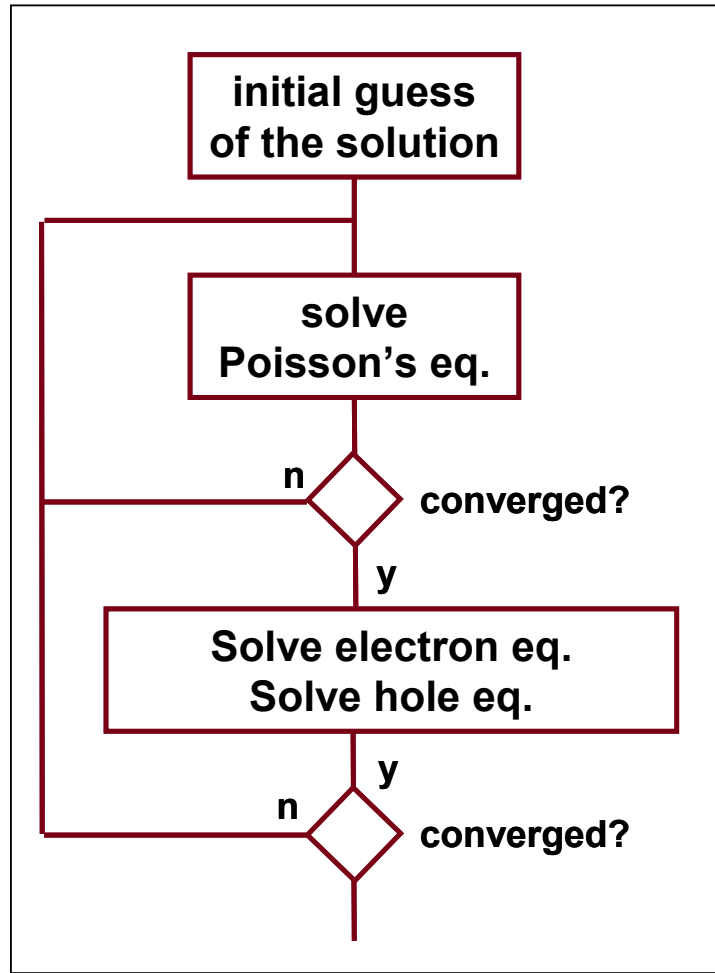 initial guess
of the solution
solve
Poisson’s eq.
n
converged?
y
Solve electron eq.
Solve hole eq.
y
n
converged?